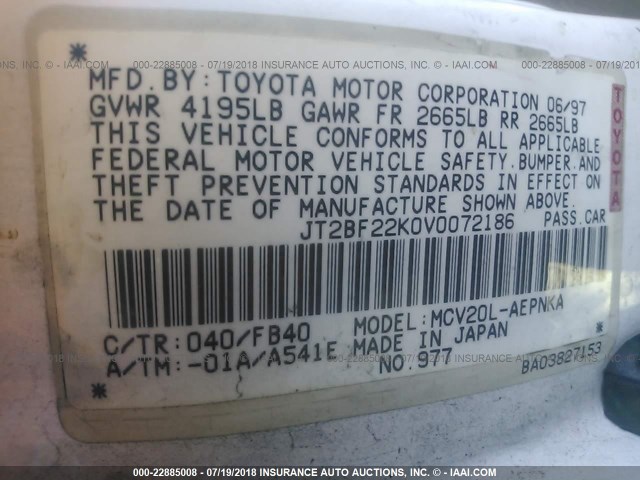 000-22885008 - 07/19/2018 INSURANCE AUTO AUCTIONS - IAAI.COM
* MFD.BY:TOYOTA MOTOR CORPORATION 06/97
GVWR 4195LB GAWR FR 2665LB RR 2665LB
THIS VEHICLE CONFORMS TO ALL APPLICABLE
FEDERAL MOTOR VEHICLE SAFETY.BUMPER.AND
THEFT PREVENTION STANDARDS IN EFFECT ON
THE DATE OF MANUFACTURE SHOWN ABOVE.
JT2BF22K0V0072186 PASS.CAR
TOYOTA
C/TR:040/FB40 MODEL:MCV20L-AEPNKA
A/TM:-01A/A541E MADE IN JAPAN
* NO.977 BA03827153
000-22885008 - 07/19/2018 INSURANCE AUTO AUCTIONS - IAAI.COM